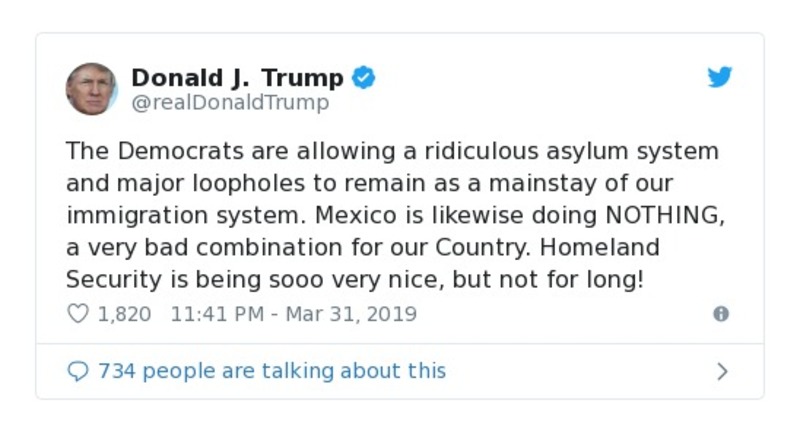 Donald J. Trump
@realDonaldTrump
The Democrats are allowing a ridiculous asylum system
and major loopholes to remain as a mainstay of our
immigration system. Mexico is likewise doing NOTHING,
a very bad combination for our Country. Homeland
Security is being sooo very nice, but not for long!
1,820 11:41 PM - Mar 31, 2019
734 people are talking about this